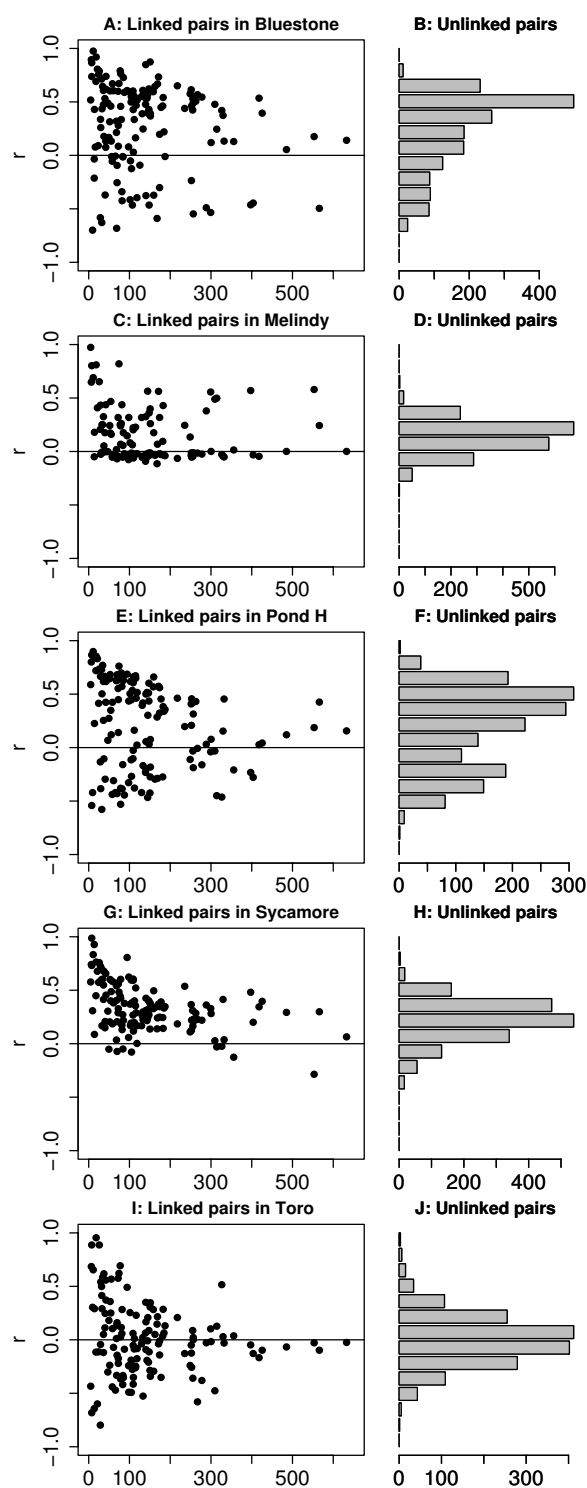 A: Linked pairs in Bluestone
B: Unlinked pairs
r
1.0
0.5
0.0
−1.0
0 100 300 500
0 200 400
C: Linked pairs in Melindy
D: Unlinked pairs
r
1.0
0.5
0.0
−1.0
0 100 300 500
0 200 600
E: Linked pairs in Pond H
F: Unlinked pairs
r
1.0
0.5
0.0
−1.0
0 100 300 500
0 100 200 300
G: Linked pairs in Sycamore
H: Unlinked pairs
r
1.0
0.5
0.0
−1.0
0 100 300 500
0 200 400
I: Linked pairs in Toro
J: Unlinked pairs
r
1.0
0.5
0.0
−1.0
0 100 300 500
0 100 300